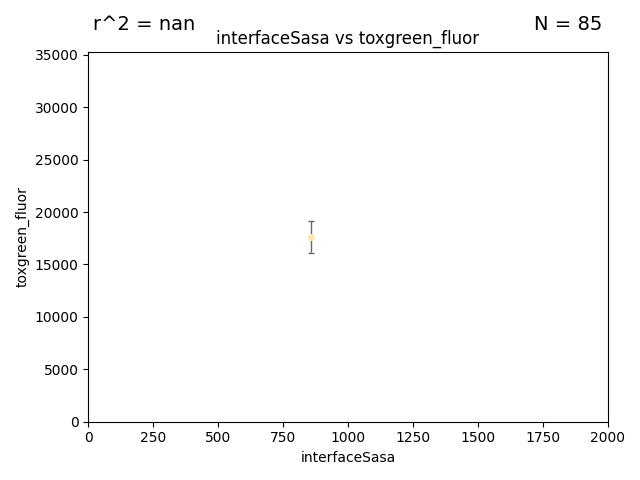 r^2 = nan
N = 85
interfaceSasa vs toxgreen_fluor
35000
30000
25000
20000
15000
10000
5000
0
toxgreen_fluor
0 250 500 750 1000 1250 1500 1750 2000
interfaceSasa